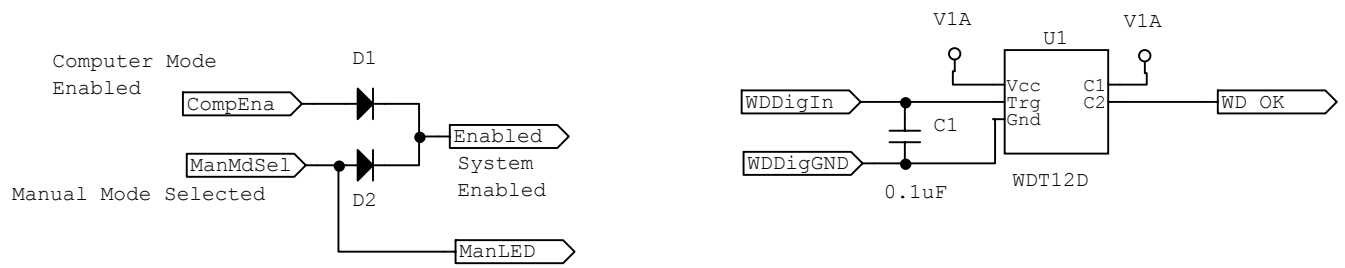 Computer Mode
Enabled
D1
CompEna
Enabled
ManMdSel
System
Enabled
Manual Mode Selected
D2
ManLED
V1A
V1A
U1
Vcc
C1
WDDigIn
Trg
C2
WD OK
Gnd
C1
WDDigGND
WDT12D
0.1uF